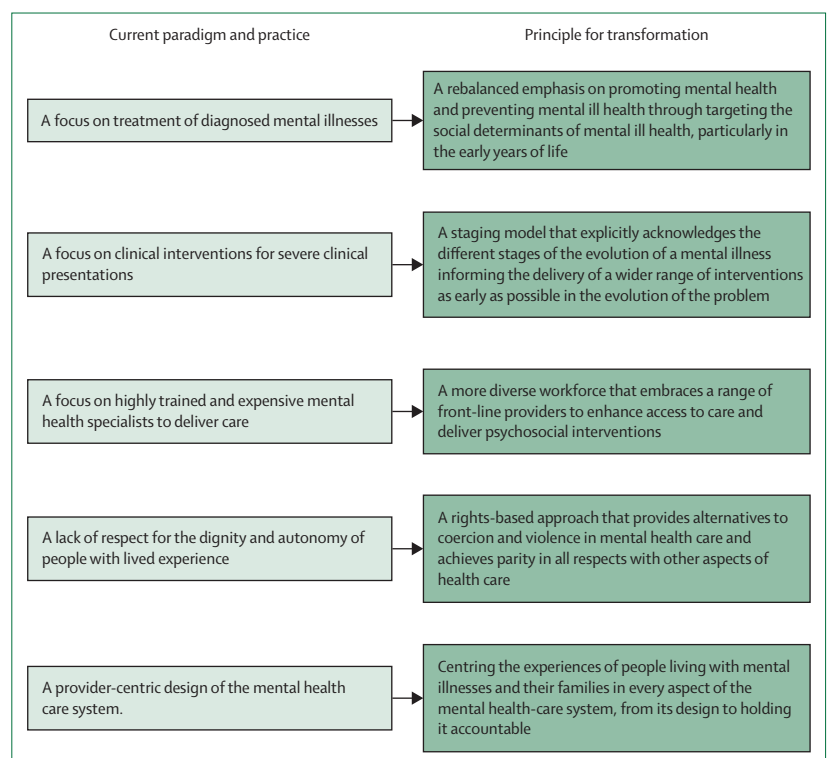 Current paradigm and practice
Principle for transformation
A focus on treatment of diagnosed mental illnesses
A rebalanced emphasis on promoting mental health
and preventing mental ill health through targeting the
social determinants of mental ill health, particularly in
the early years of life
A focus on clinical interventions for severe clinical
presentations
A staging model that explicitly acknowledges the
different stages of the evolution of a mental illness
informing the delivery of a wider range of interventions
as early as possible in the evolution of the problem
A focus on highly trained and expensive mental
health specialists to deliver care
A more diverse workforce that embraces a range of
front-line providers to enhance access to care and
deliver psychosocial interventions
A lack of respect for the dignity and autonomy of
people with lived experience
A rights-based approach that provides alternatives to
coercion and violence in mental health care and
achieves parity in all respects with other aspects of
health care
A provider-centric design of the mental health
care system.
Centring the experiences of people living with mental
illnesses and their families in every aspect of the
mental health-care system, from its design to holding
it accountable